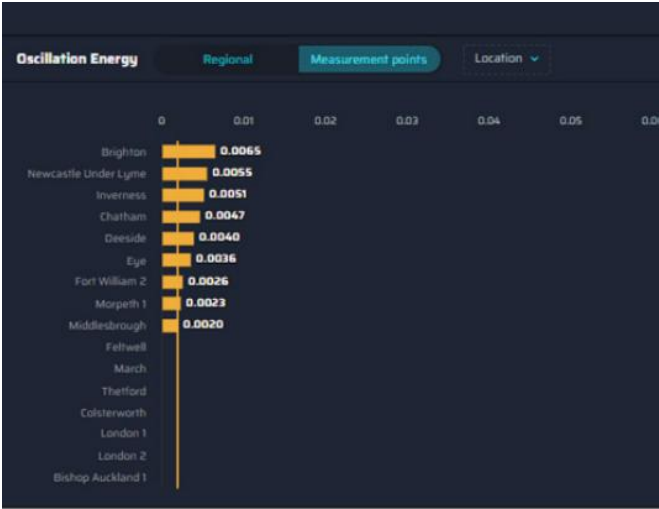 Oscillation Energy Regional Measurement points Location
0 0.01 0.02 0.03 0.04 0.05
Brighton 0.0065
Newcastle Under Lyme 0.0055
Inverness 0.0051
Chatham 0.0047
Deeside 0.0040
Eye 0.0036
Fort William 2 0.0026
Morpeth 1 0.0023
Middlesbrough 0.0020
Feltwell
March
Thetford
Colsterworth
London 1
London 2
Bishop Auckland 1